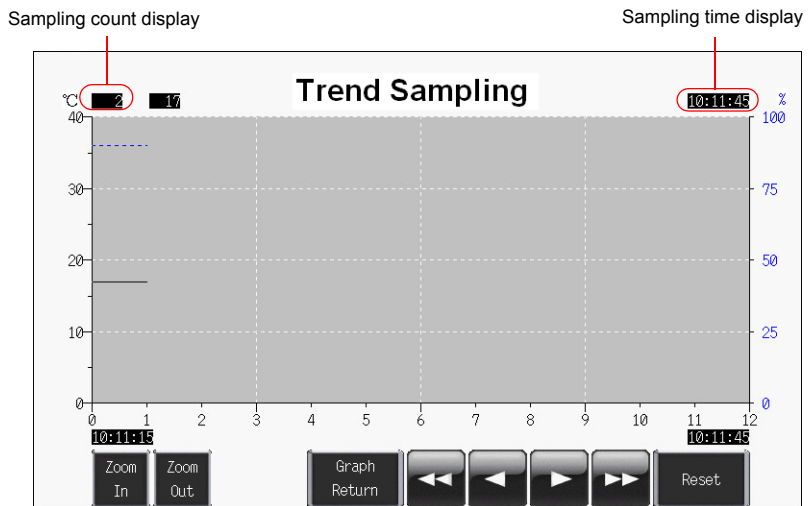 Sampling count display
Sampling time display
Trend Sampling
℃ 2 17 10:11:45 %
40 100
30 75
20 50
10 25
0 0
0 1 2 3 4 5 6 7 8 9 10 11 12
10:11:15 10:11:45
Zoom In
Zoom Out
Graph Return
Reset